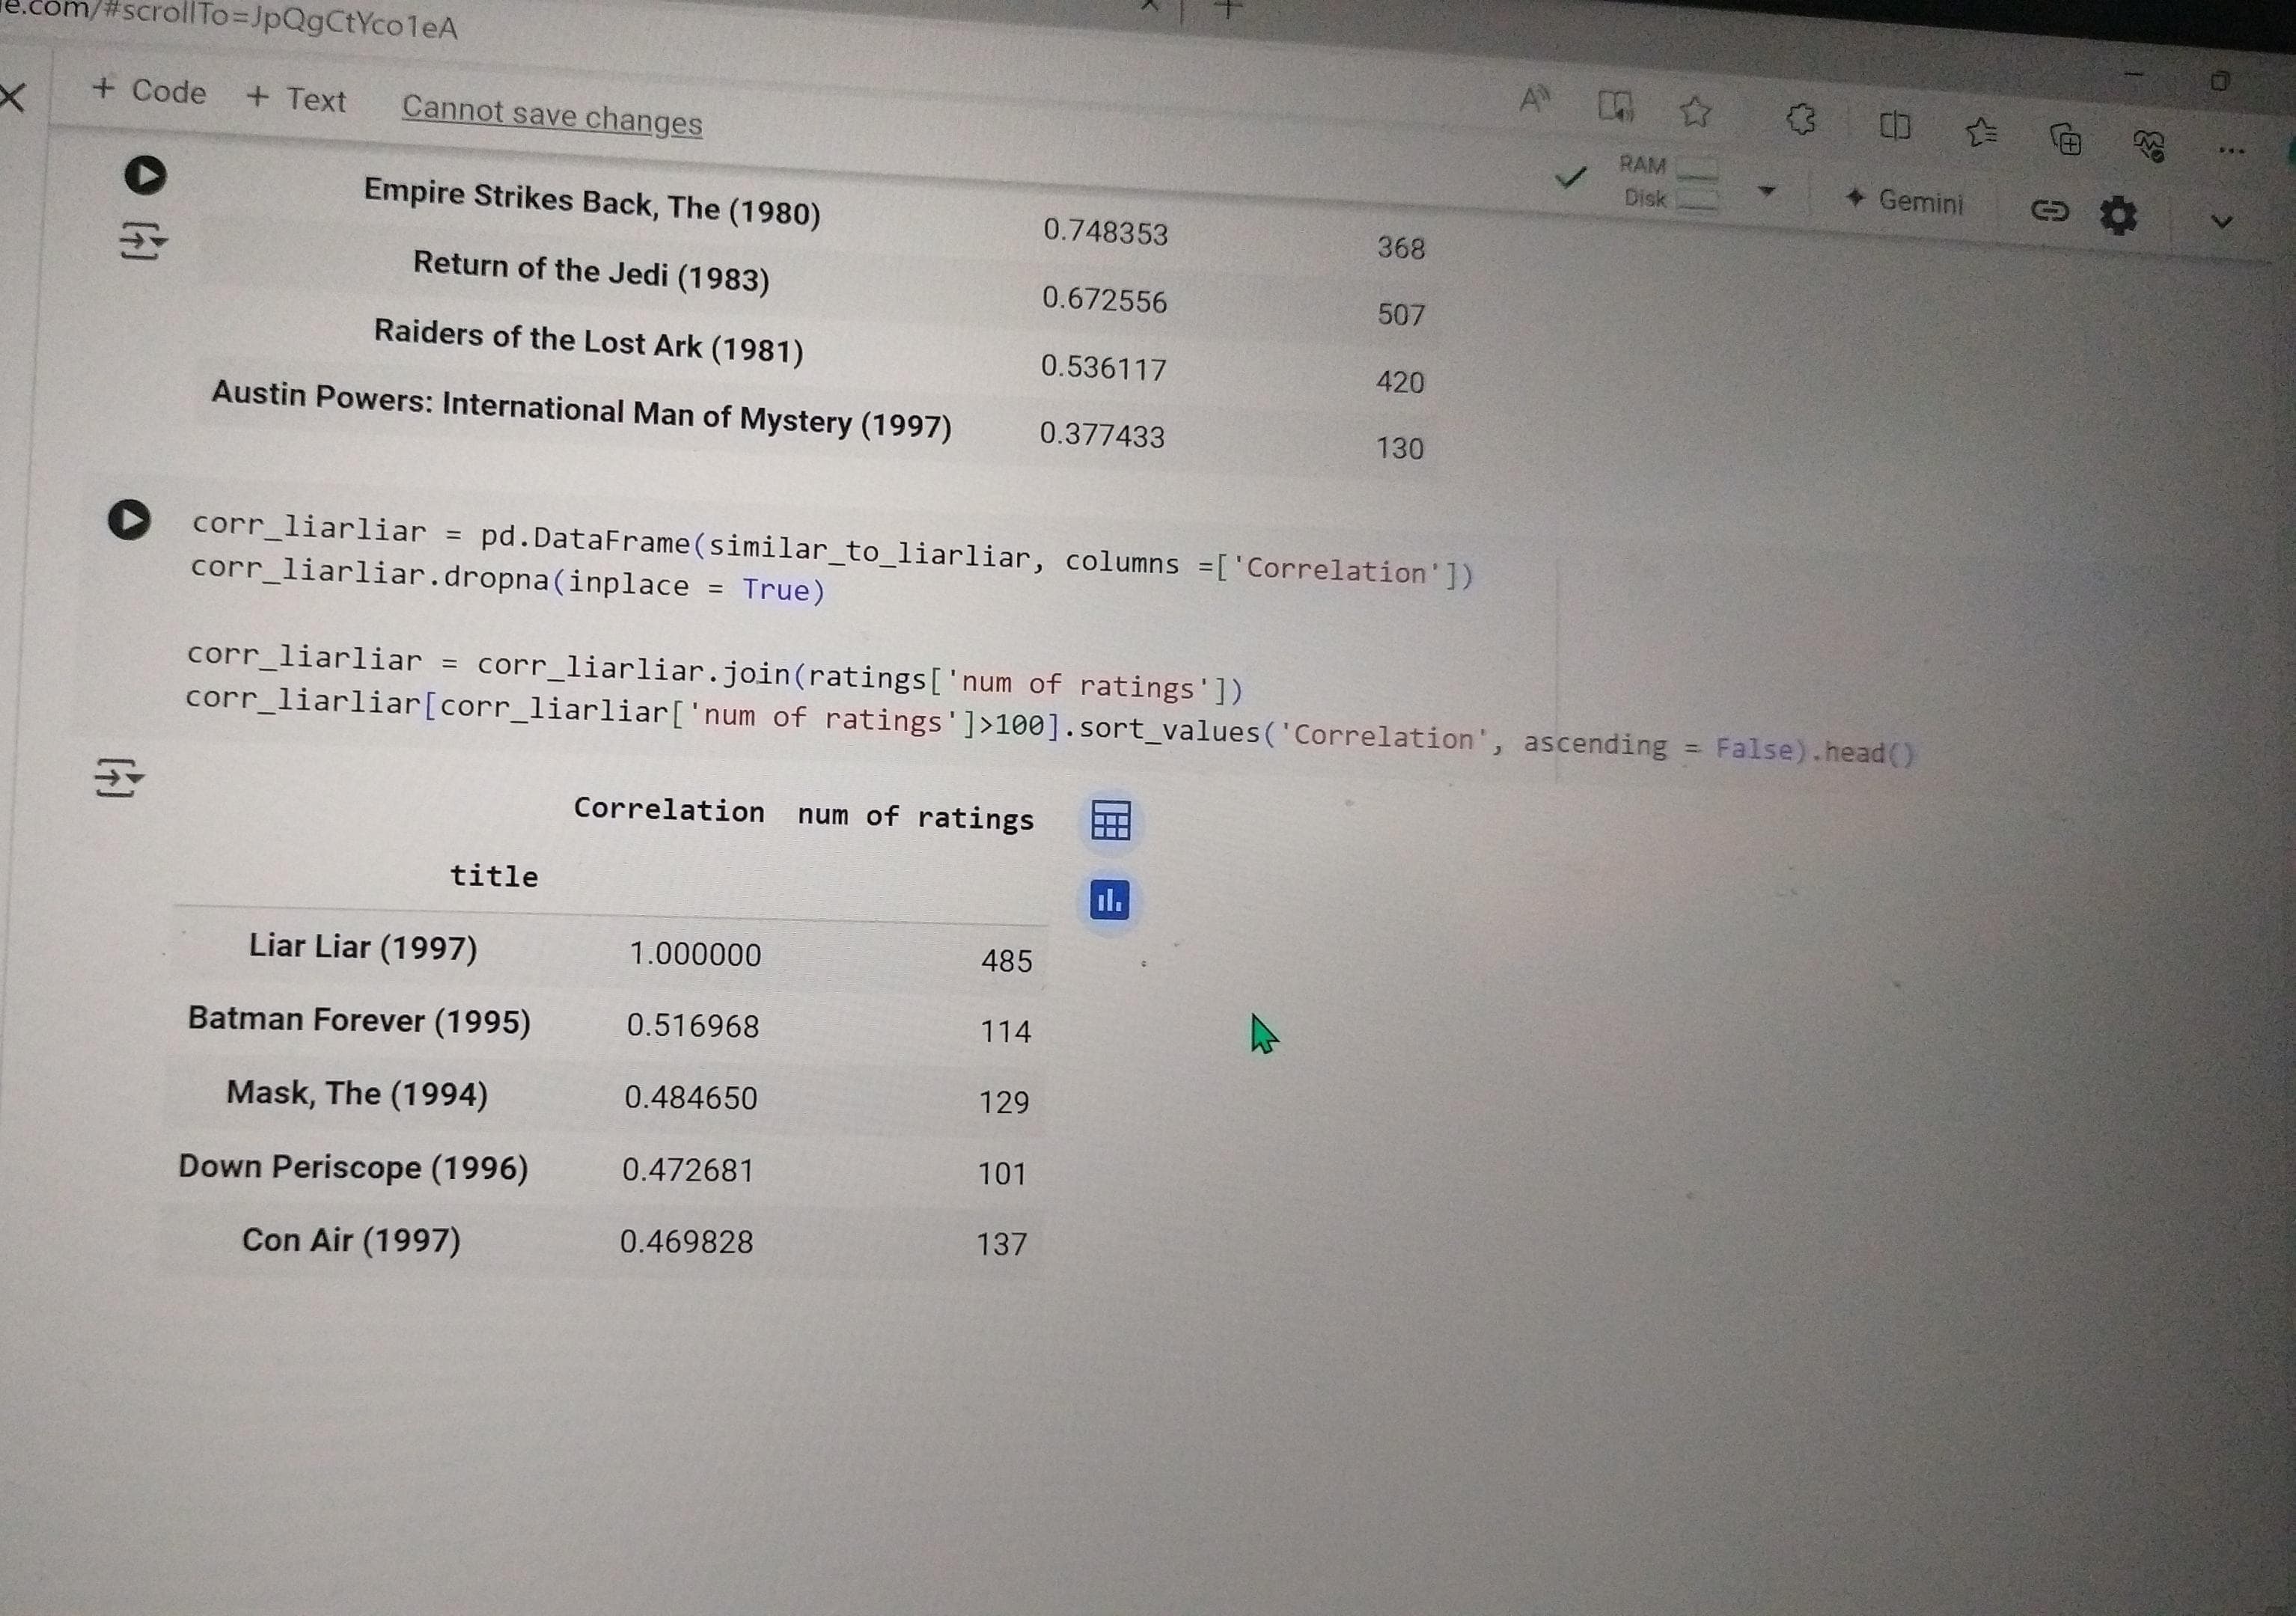 e.com/#scrollTo=JpQgCtYco1eA
+ Code + Text Cannot save changes
RAM
Disk
Gemini
Empire Strikes Back, The (1980) 0.748353 368
Return of the Jedi (1983) 0.672556 507
Raiders of the Lost Ark (1981) 0.536117 420
Austin Powers: International Man of Mystery (1997) 0.377433 130
corr_liarliar = pd.DataFrame(similar_to_liarliar, columns =['Correlation'])
corr_liarliar.dropna(inplace = True)
corr_liarliar = corr_liarliar.join(ratings['num of ratings'])
corr_liarliar[corr_liarliar['num of ratings']>100].sort_values('Correlation', ascending = False).head()
Correlation num of ratings
title
Liar Liar (1997) 1.000000 485
Batman Forever (1995) 0.516968 114
Mask, The (1994) 0.484650 129
Down Periscope (1996) 0.472681 101
Con Air (1997) 0.469828 137